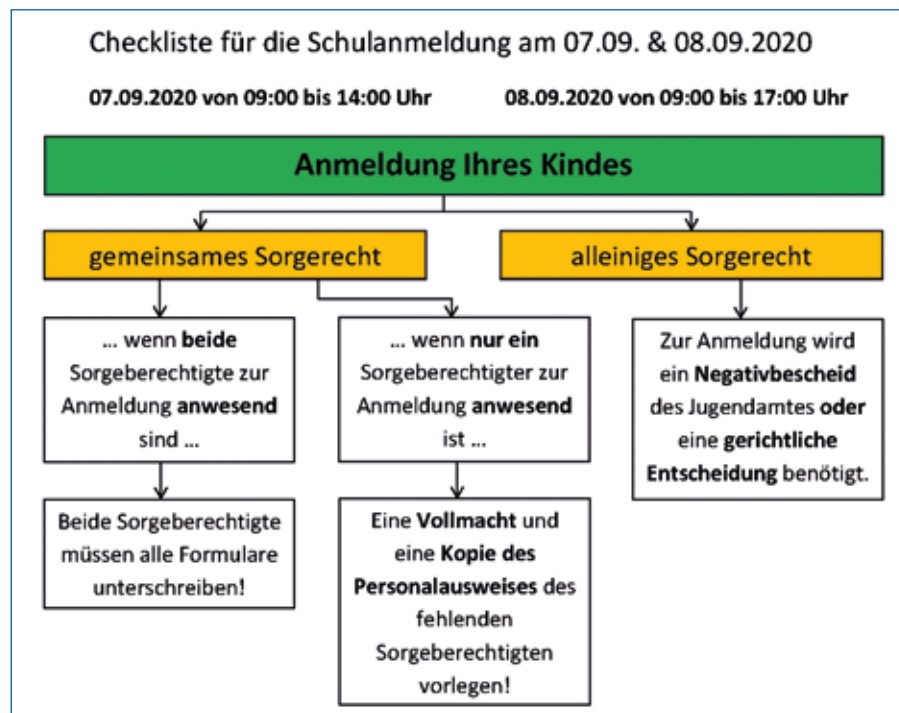 Checkliste für die Schulanmeldung am 07.09. & 08.09.2020
07.09.2020 von 09:00 bis 14:00 Uhr
08.09.2020 von 09:00 bis 17:00 Uhr
Anmeldung Ihres Kindes
gemeinsames Sorgerecht
alleiniges Sorgerecht
... wenn beide
Sorgeberechtigte zur
Anmeldung anwesend
sind ...
... wenn nur ein
Sorgeberechtigter zur
Anmeldung anwesend
ist ...
Zur Anmeldung wird
ein Negativbescheid
des Jugendamtes oder
eine gerichtliche
Entscheidung benötigt.
Beide Sorgeberechtigte
müssen alle Formulare
unterschreiben!
Eine Vollmacht und
eine Kopie des
Personalausweises des
fehlenden
Sorgeberechtigten
vorlegen!